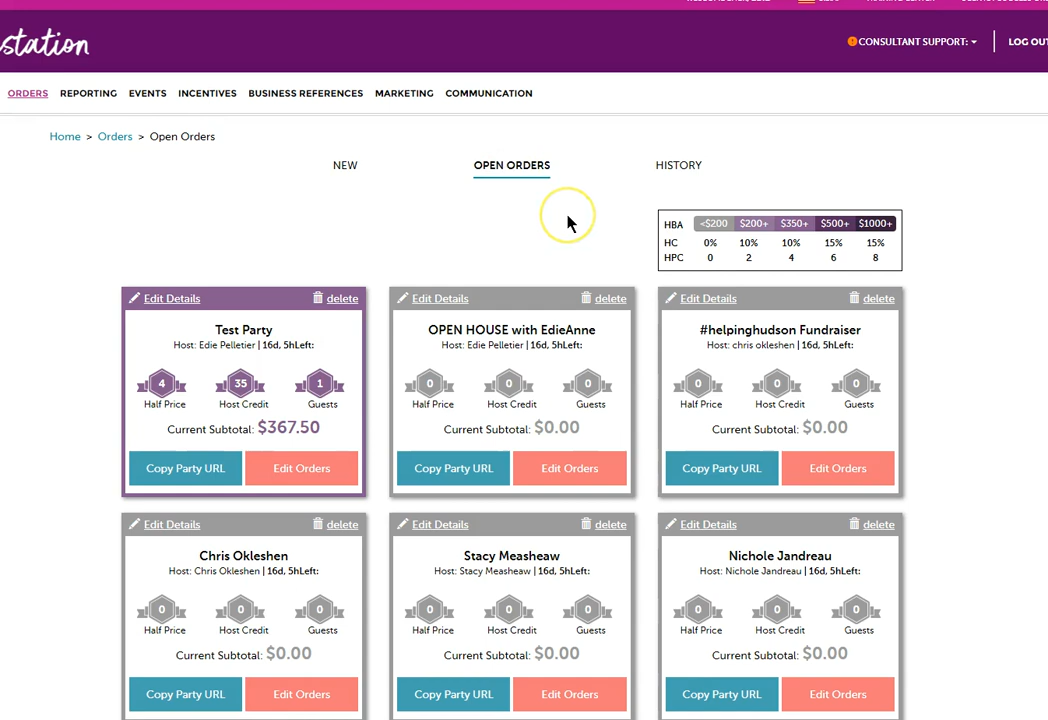 station
CONSULTANT SUPPORT:
LOG OUT
ORDERS REPORTING EVENTS INCENTIVES BUSINESS REFERENCES MARKETING COMMUNICATION
Home > Orders > Open Orders
NEW OPEN ORDERS HISTORY
HBA <$200 $200+ $350+ $500+ $1000+
HC 0% 10% 10% 15% 15%
HPC 0 2 4 6 8
Edit Details delete
Test Party
Host: Edie Pelletier | 16d, 5hLeft:
4 35 1
Half Price Host Credit Guests
Current Subtotal: $367.50
Copy Party URL Edit Orders
Edit Details delete
OPEN HOUSE with EdieAnne
Host: Edie Pelletier | 16d, 5hLeft:
0 0 0
Half Price Host Credit Guests
Current Subtotal: $0.00
Copy Party URL Edit Orders
Edit Details delete
#helpinghudson Fundraiser
Host: chris okleshen | 16d, 5hLeft:
0 0 0
Half Price Host Credit Guests
Current Subtotal: $0.00
Copy Party URL Edit Orders
Edit Details delete
Chris Okleshen
Host: Chris Okleshen | 16d, 5hLeft:
0 0 0
Half Price Host Credit Guests
Current Subtotal: $0.00
Copy Party URL Edit Orders
Edit Details delete
Stacy Measheaw
Host: Stacy Measheaw | 16d, 5hLeft:
0 0 0
Half Price Host Credit Guests
Current Subtotal: $0.00
Copy Party URL Edit Orders
Edit Details delete
Nichole Jandreau
Host: Nichole Jandreau | 16d, 5hLeft:
0 0 0
Half Price Host Credit Guests
Current Subtotal: $0.00
Copy Party URL Edit Orders